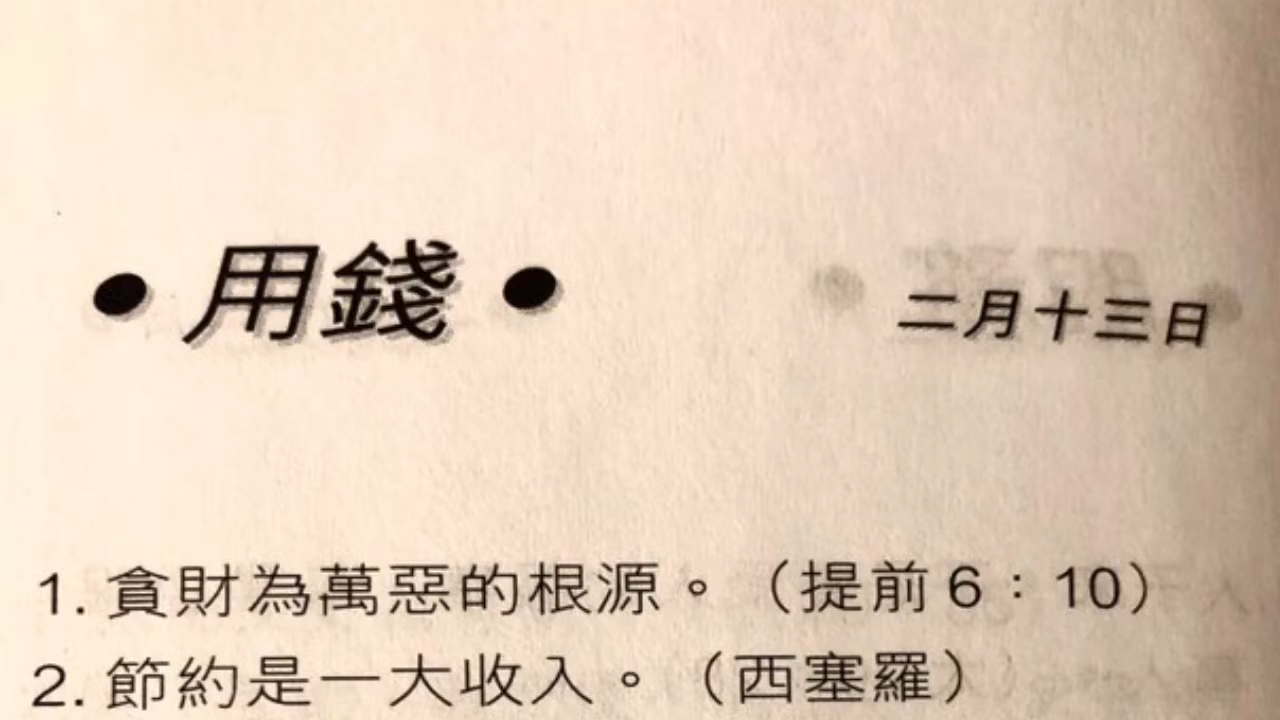 • 用錢 • 二月十三日
1. 貪財為萬惡的根源。（提前6：10）
2. 節約是一大收入。（西塞羅）